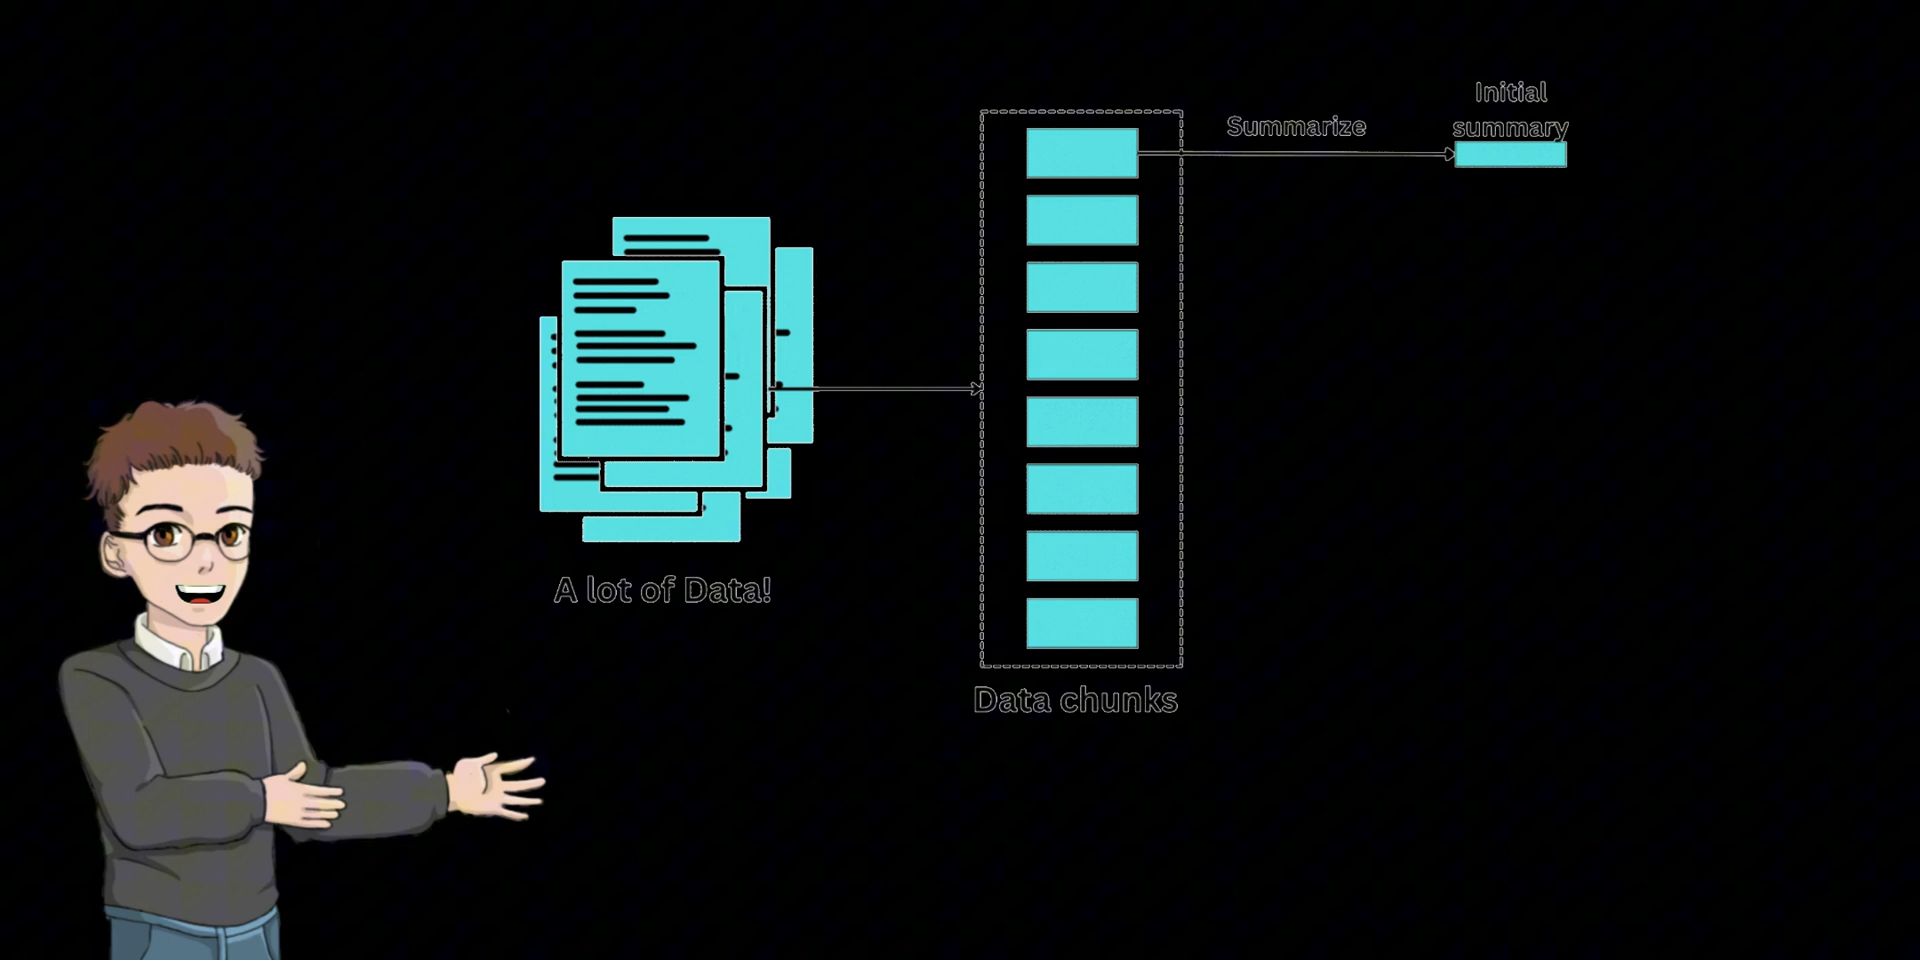 Initial
summary
Summarize
A lot of Data!
Data chunks